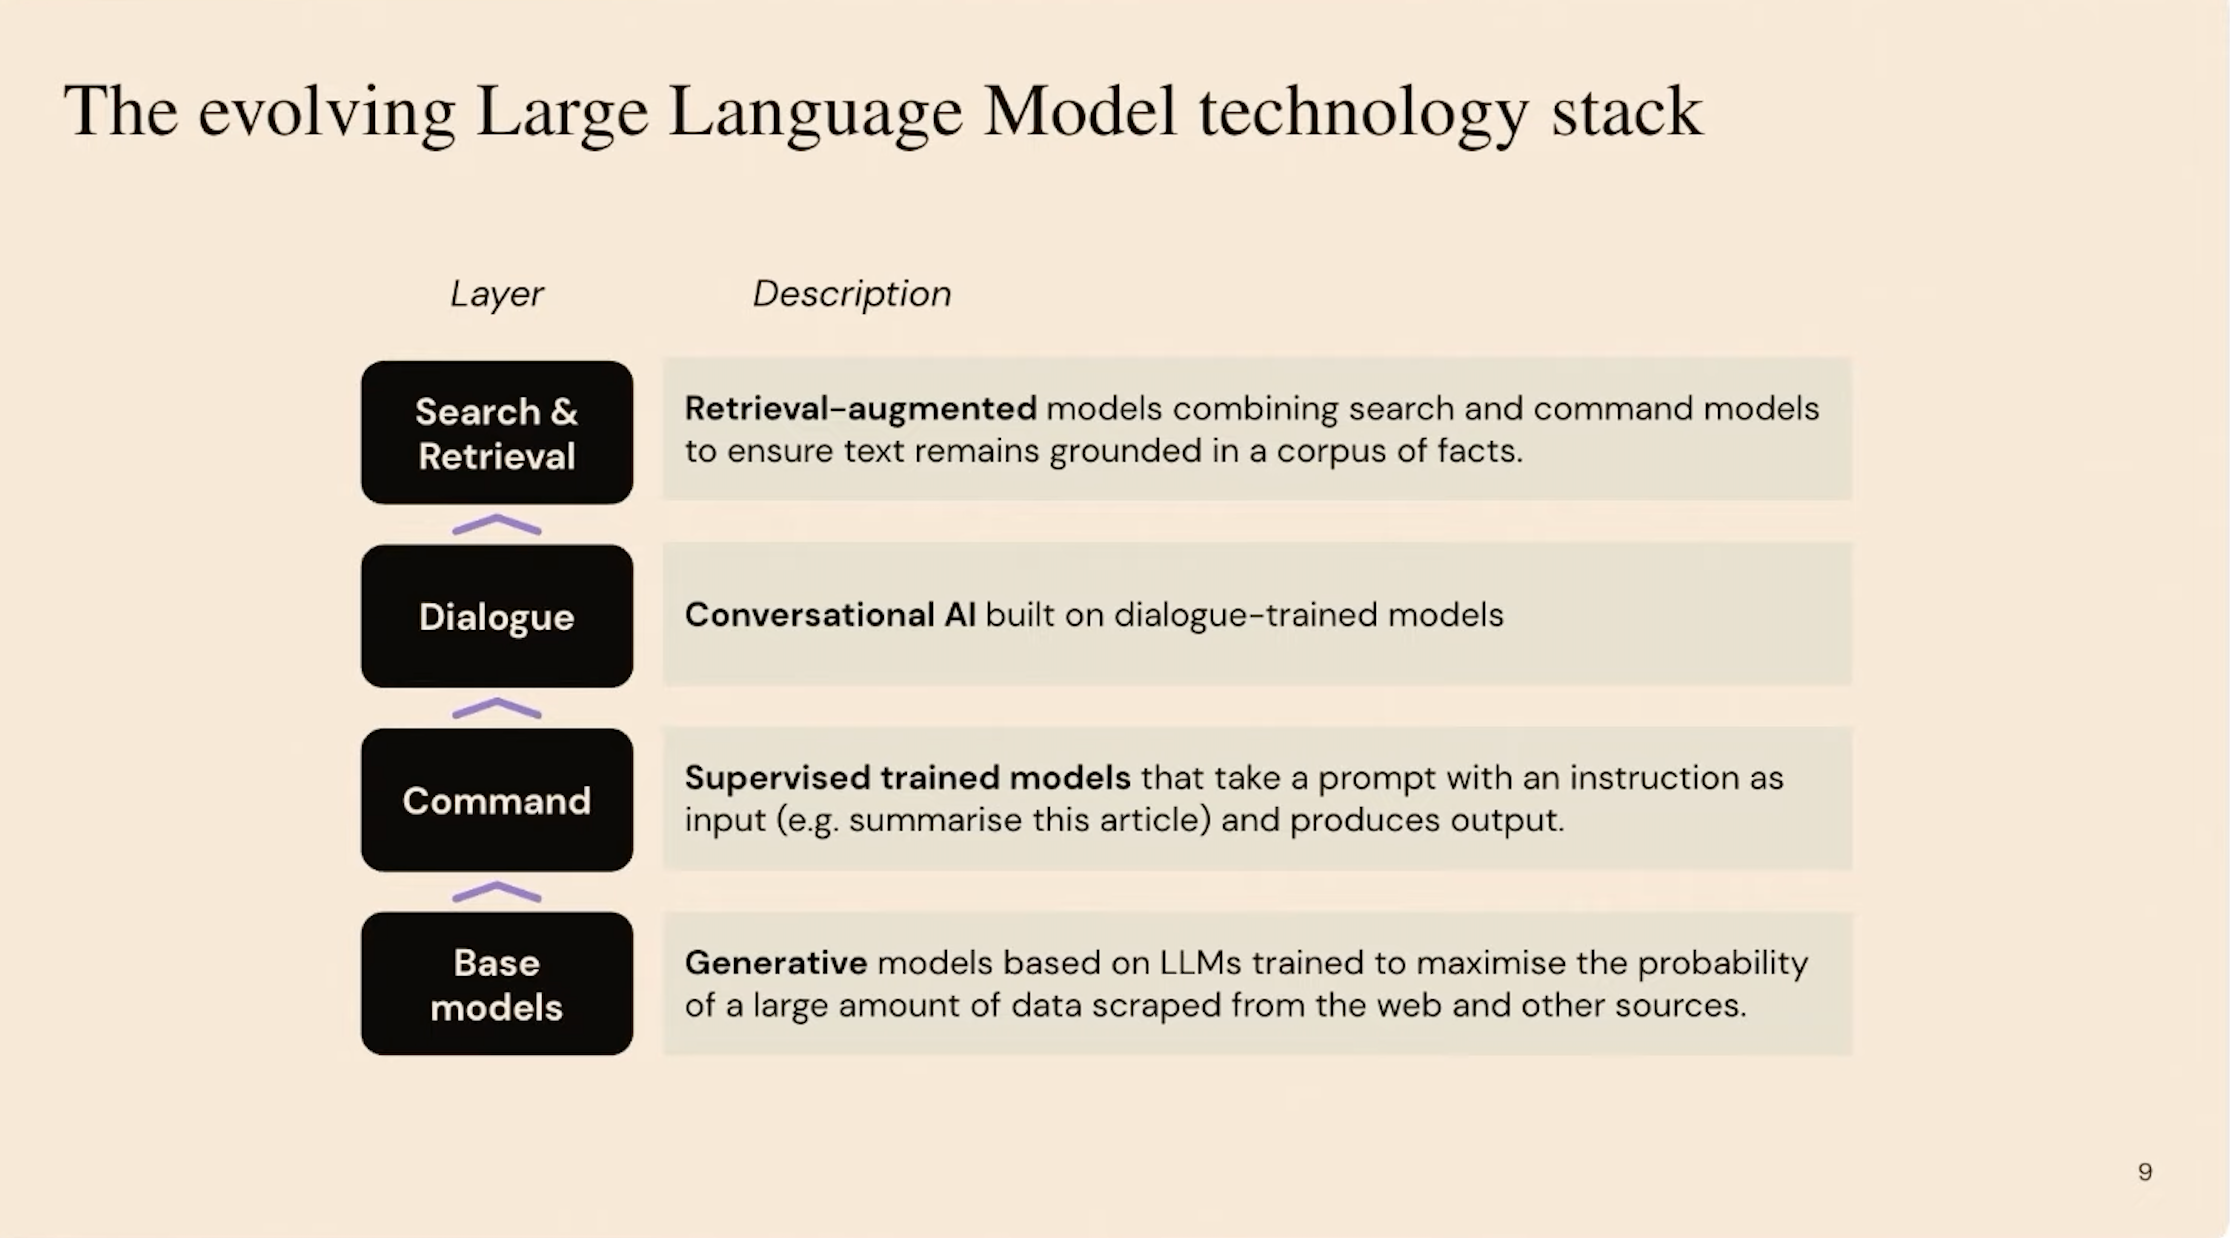 The evolving Large Language Model technology stack
Layer
Description
Search &
Retrieval
Retrieval-augmented models combining search and command models
to ensure text remains grounded in a corpus of facts.
Dialogue
Conversational AI built on dialogue-trained models
Command
Supervised trained models that take a prompt with an instruction as
input (e.g. summarise this article) and produces output.
Base
models
Generative models based on LLMs trained to maximise the probability
of a large amount of data scraped from the web and other sources.
9